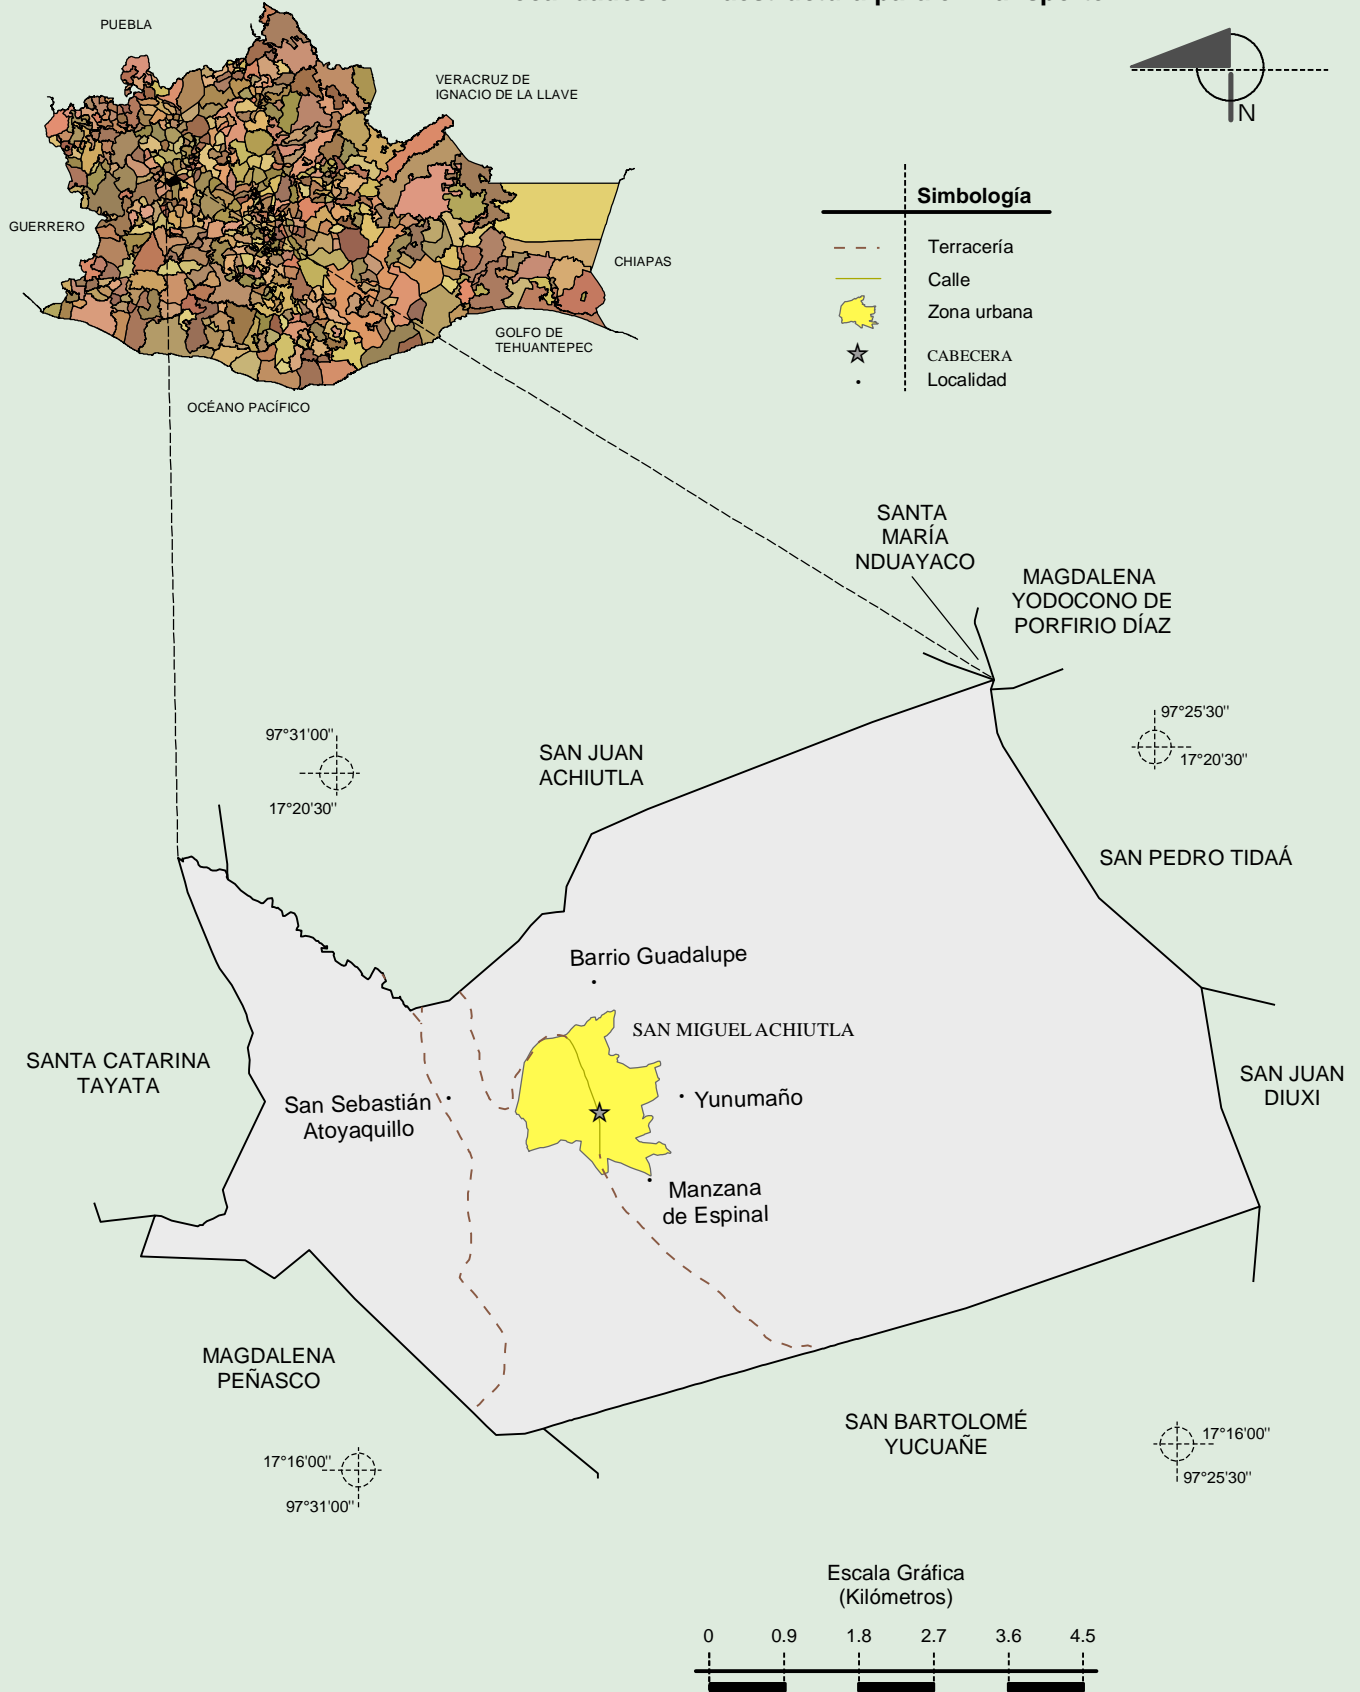 PUEBLA
VERACRUZ DE
IGNACIO DE LA LLAVE
N
GUERRERO
CHIAPAS
GOLFO DE
TEHUANTEPEC
OCÉANO PACÍFICO
Simbología
Terracería
Calle
Zona urbana
CABECERA
Localidad
SANTA
MARÍA
NDUAYACO
MAGDALENA
YODOCONO DE
PORFIRIO DÍAZ
97°31'00"
17°20'30"
SAN JUAN
ACHIUTLA
97°25'30"
17°20'30"
SAN PEDRO TIDAÁ
Barrio Guadalupe
SAN MIGUEL ACHIUTLA
SANTA CATARINA
TAYATA
San Sebastián
Atoyaquillo
Yunumaño
SAN JUAN
DIUXI
Manzana
de Espinal
MAGDALENA
PEÑASCO
SAN BARTOLOMÉ
YUCUAÑE
17°16'00"
97°31'00"
17°16'00"
97°25'30"
Escala Gráfica
(Kilómetros)
0 0.9 1.8 2.7 3.6 4.5